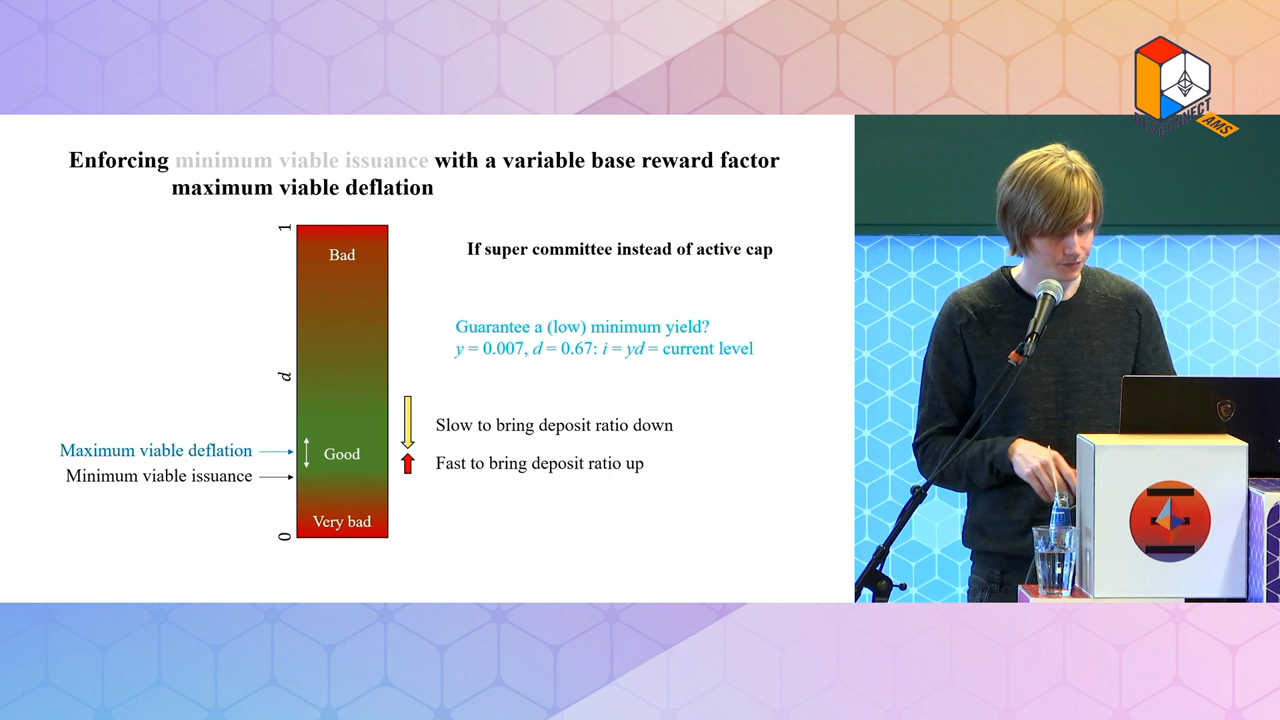 Enforcing minimum viable issuance with a variable base reward factor
maximum viable deflation
1
Bad
If super committee instead of active cap
Guarantee a (low) minimum yield?
y = 0.007, d = 0.67: i = yd = current level
d
Slow to bring deposit ratio down
Maximum viable deflation
Good
Fast to bring deposit ratio up
Minimum viable issuance
Very bad
0
AMS